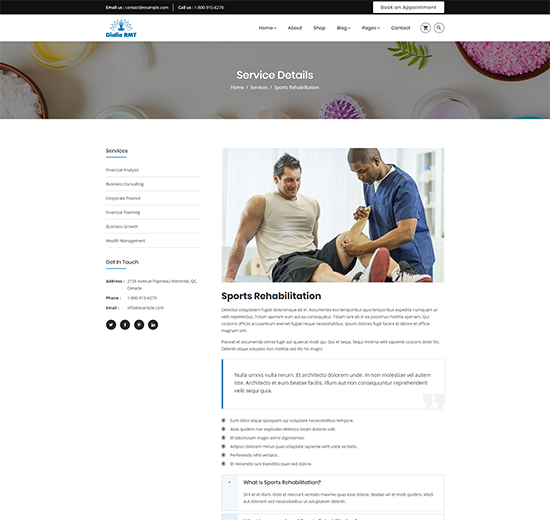 Email us : contact@example.com
Call us : 1-800-915-6270
Book an Appointment
Dialia RMT
Home
About
Shop
Blog
Pages
Contact
Service Details
Home / Services / Sports Rehabilitation
Services
Financial Analysis
Business Consulting
Corporate Finance
Financial Planning
Business Growth
Wealth Management
Get In Touch
Address : 2726 Avenue Papineau Montreal, QC,
Canada
Phone : 1-800-915-6270
Email : info@example.com
Sports Rehabilitation
Delectus voluptatem fugiat doloremque ab in. Assumenda eos temporibus quia temporibus expedita numquam ut
velit repellendus. Totam aperiam eum aut ea consequatur. Totam iure ab in ea possimus mollitia aperiam. Qui
corporis officiis accusantium eveniet fugiat neque necessitatibus. Ipsum dolores fugit facere et labore et officia
magnam sint.
Placeat et assumenda omnis fugit aut quaerat modi qui. Qui et sequi. Sequi minima velit sapiente corporis dolor hic.
Deleniti atque voluptas non mollitia sed illo hic magni.
Nulla omnis nulla rerum. Et architecto dolorem unde. In non molestiae vel autem
iste. Architecto et eum beatae facilis. Illum aut non consequuntur reprehenderit
velit sequi quia.
Eum dolor atque quisquam qui voluptate necessitatibus tempore.
Alias quidem non explicabo delectus totam dolores odit.
Et laboriosam magni animi dignissimos.
Adipisci dolorem minus quas voluptate sapiente velit unde veritatis.
Perferendis nihil veritatis.
Et reiciendis iure blanditiis quas sed dolore.
What is Sports Rehabilitation?
Sint et et illum. Odio et nesciunt veritatis maxime quas esse dolore. Beatae vel et modi quidem. Modi
aut dolorem sed necessitatibus ut voluptatem deleniti.